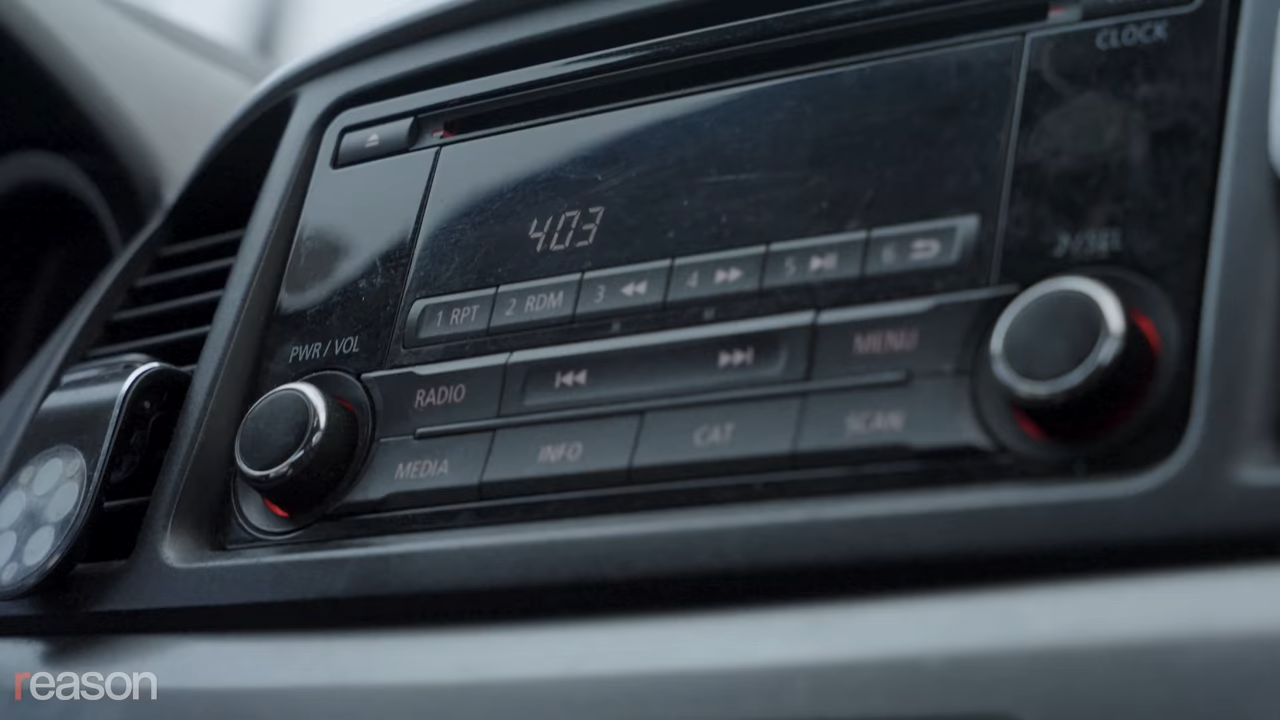 CLOCK
403
1 RPT 2 RDM 3 4 5 6
PWR / VOL
RADIO MENU
MEDIA INFO CAT SCAN
reason